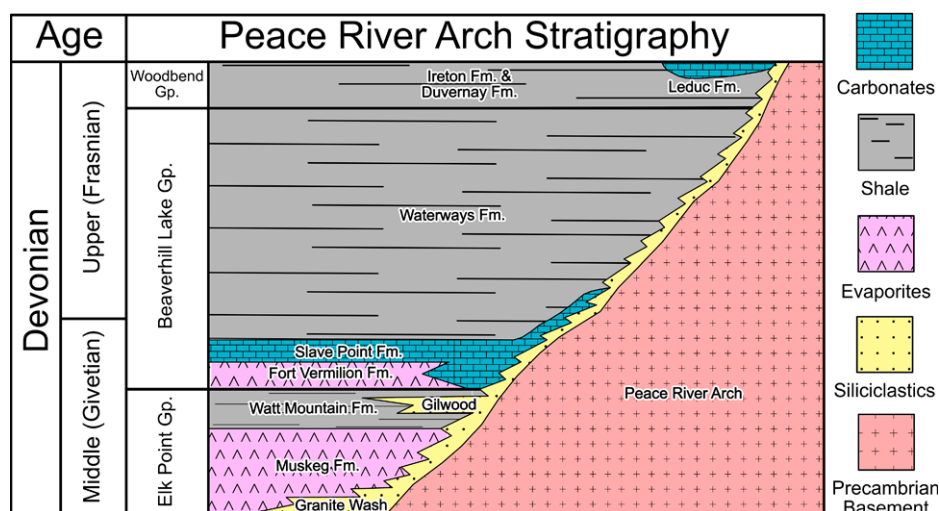 Age
Peace River Arch Stratigraphy
Devonian
Upper (Frasnian)
Middle (Givetian)
Woodbend
Gp.
Beaverhill Lake Gp.
Elk Point Gp.
Ireton Fm. &
Duvernay Fm.
Leduc Fm.
Waterways Fm.
Slave Point Fm.
Fort Vermilion Fm.
Watt Mountain Fm.
Gilwood
Muskeg Fm.
Granite Wash
Peace River Arch
Carbonates
Shale
Evaporites
Siliciclastics
Precambrian
Basement